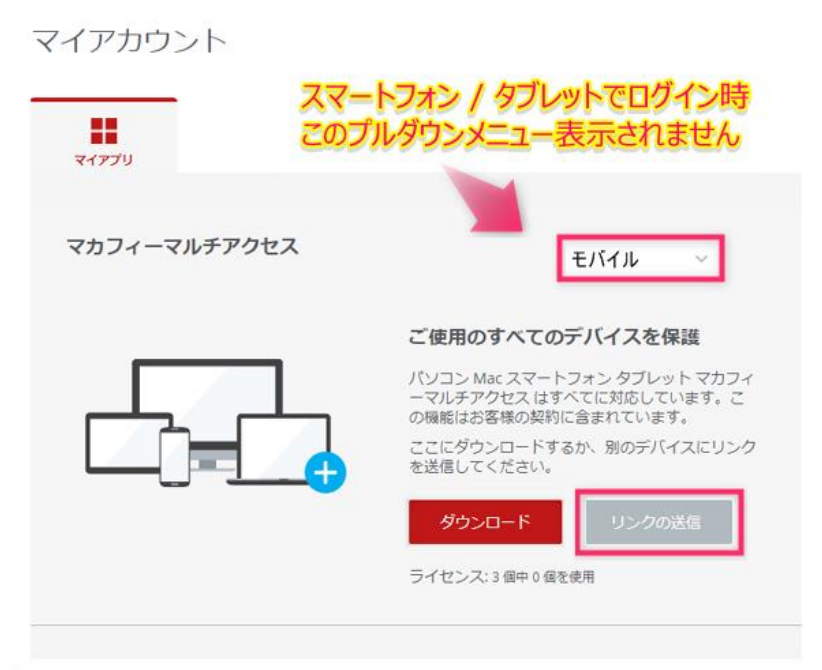 マイアカウント
スマートフォン / タブレットでログイン時
このプルダウンメニュー表示されません
マイアプリ
マカフィーマルチアクセス
モバイル
ご使用のすべてのデバイスを保護
パソコン Mac スマートフォン タブレット マカフィ
ーマルチアクセス はすべてに対応しています。こ
の機能はお客様の契約に含まれています。
ここにダウンロードするか、別のデバイスにリンク
を送信してください。
ダウンロード
リンクの送信
ライセンス: 3 個中 0 個を使用